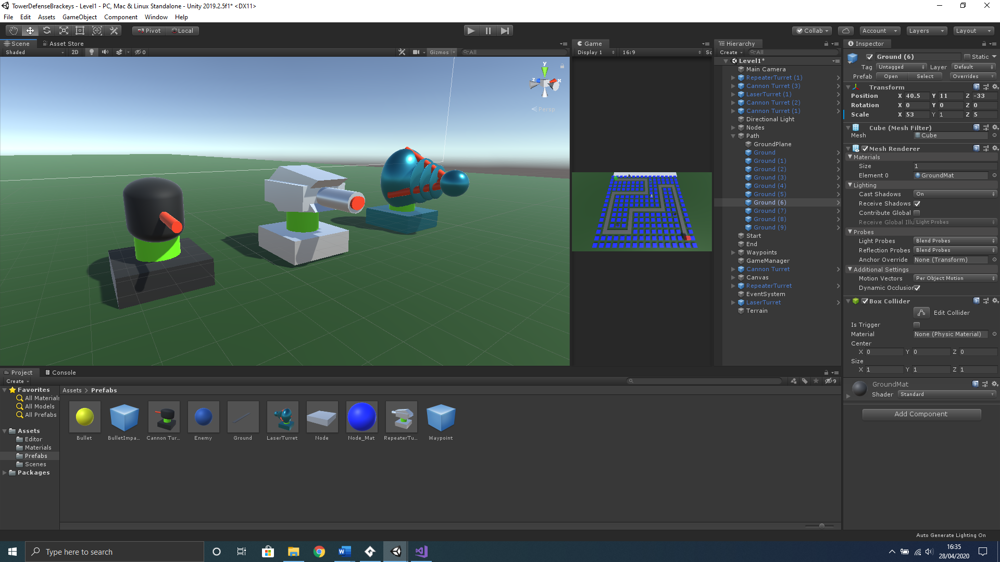 TowerDefenseBrackeys - Level1 - PC, Mac & Linux Standalone - Unity 2019.2.5f1* <DX11>
File Edit Assets GameObject Component Window Help
Pivot Local
Collab Account Layers Layout
Scene Asset Store
Shaded 2D 0 Gizmos All
y
z x
Persp
Game
Display 1 16:9 Sc
Hierarchy
Create All
Level1*
Main Camera
RepeaterTurret (1)
Cannon Turret (3)
LaserTurret (1)
Cannon Turret (2)
Cannon Turret (1)
Directional Light
Nodes
Path
GroundPlane
Ground
Ground (1)
Ground (2)
Ground (3)
Ground (4)
Ground (5)
Ground (6)
Ground (7)
Ground (8)
Ground (9)
Start
End
Waypoints
GameManager
Cannon Turret
Canvas
RepeaterTurret
EventSystem
LaserTurret
Terrain
Inspector
Ground (6) Static
Tag Untagged Layer Default
Prefab Open Select Overrides
Transform
Position X 40.5 Y 11 Z -33
Rotation X 0 Y 0 Z 0
Scale X 53 Y 1 Z 5
Cube (Mesh Filter)
Mesh Cube
Mesh Renderer
Materials
Size 1
Element 0 GroundMat
Lighting
Cast Shadows On
Receive Shadows
Contribute Global
Receive Global Illu Light Probes
Probes
Light Probes Blend Probes
Reflection Probes Blend Probes
Anchor Override None (Transform)
Additional Settings
Motion Vectors Per Object Motion
Dynamic Occlusion
Box Collider
Edit Collider
Is Trigger
Material None (Physic Material)
Center
X 0 Y 0 Z 0
Size
X 1 Y 1 Z 1
GroundMat
Shader Standard
Add Component
Project Console
Create
9
Favorites
All Materials
All Models
All Prefabs
Assets
Editor
Materials
Prefabs
Scenes
Packages
Assets > Prefabs
Bullet BulletImpa... Cannon Tur... Enemy Ground LaserTurret Node Node_Mat RepeaterTu... Waypoint
Auto Generate Lighting On
Type here to search
16:35
28/04/2020